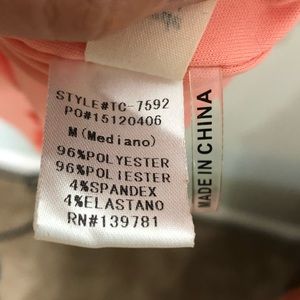 STYLE#TC-7592
PO#15120406
M(Mediano)
96%POLYESTER
96%POLIESTER
4%SPANDEX
4%ELASTANO
RN#139781
MADE IN CHINA